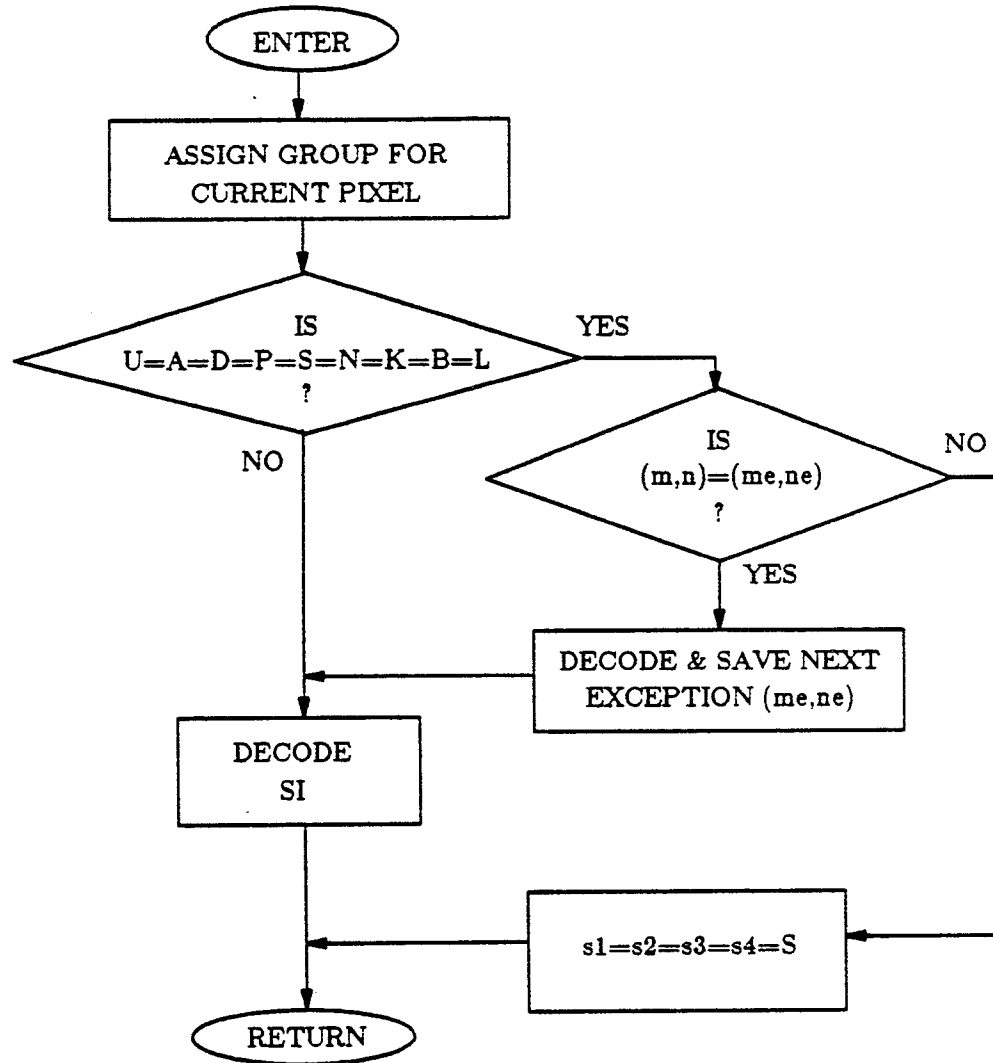 ENTER
ASSIGN GROUP FOR
CURRENT PIXEL
IS
U=A=D=P=S=N=K=B=L
?
YES
NO
IS
(m,n)=(me,ne)
?
NO
YES
DECODE & SAVE NEXT
EXCEPTION (me,ne)
DECODE
SI
s1=s2=s3=s4=S
RETURN